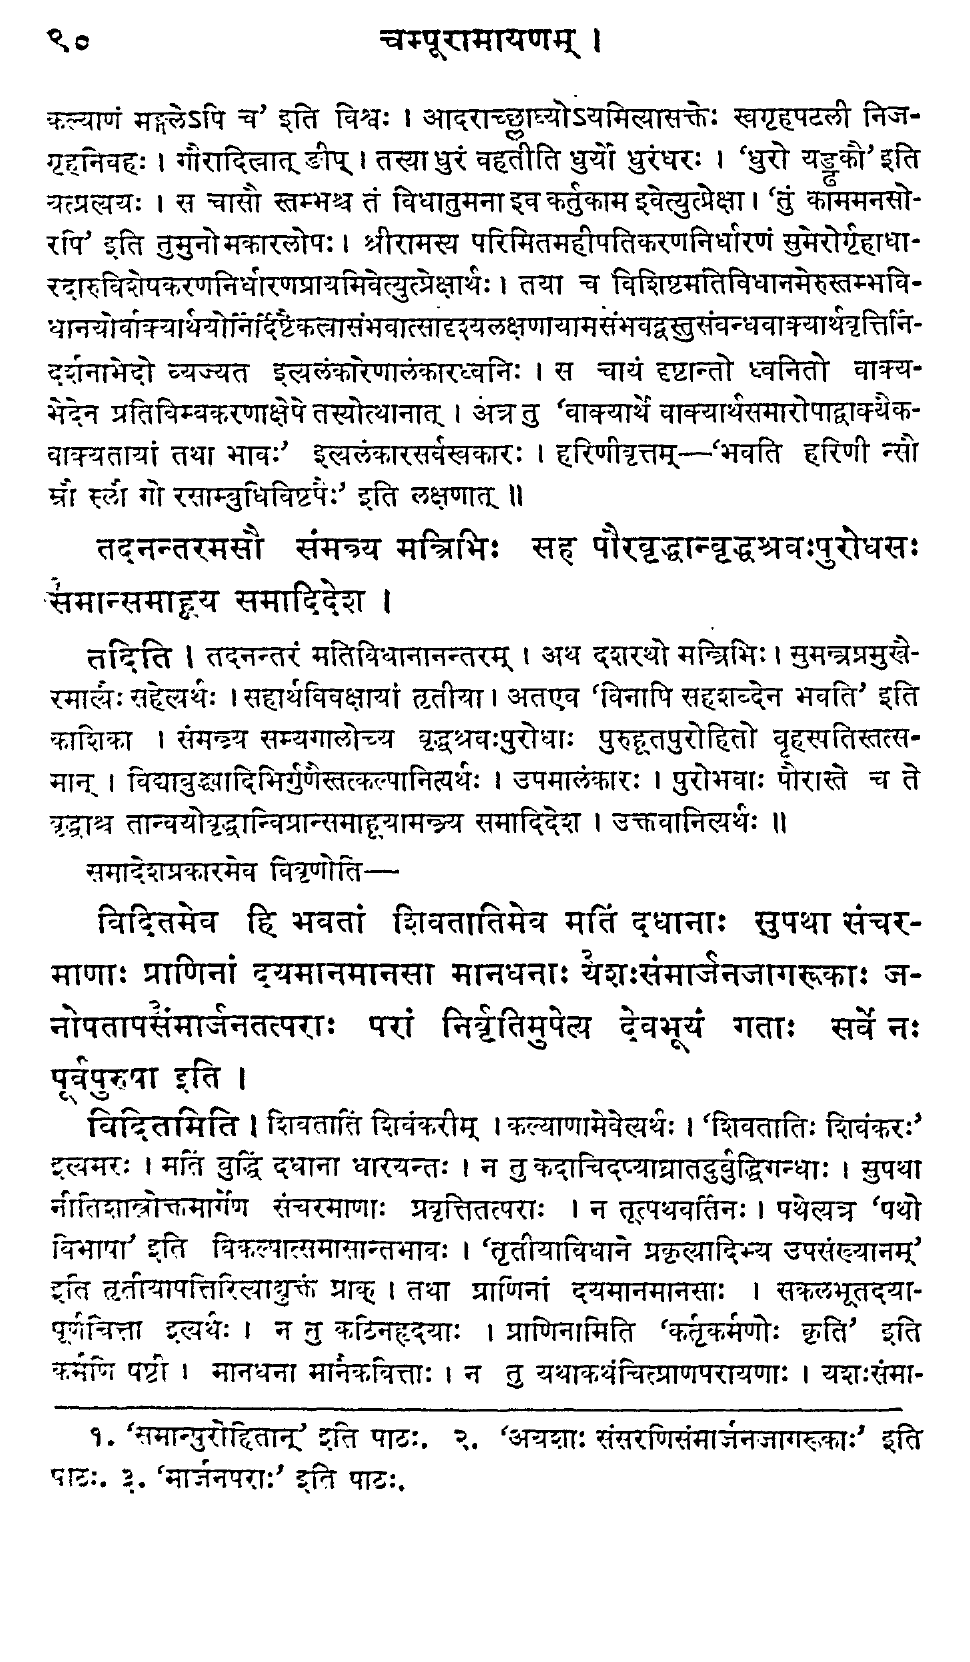 ९० चम्पूरामायणम् ।
कल्याणं मङ्गलेऽपि च’ इति विश्वः । आदराच्छ्लाघ्योऽयमित्यासक्तेः स्वगृहपटली निज-
गृहनिवहः । गौरादित्वात् ङीप् । तस्या धुरं वहतीति धुर्यो धुरंधरः । ‘धुरो यड्ढकौ’ इति
यत्प्रत्ययः । स चासौ स्तम्भश्च तं विधातुमना इव कर्तुकाम इवेत्युत्प्रेक्षा । ‘तुं काममनसो-
रपि’ इति तुमुनो मकारलोपः । श्रीरामस्य परिमितमहीपतिकरणनिर्धारणं सुमेरोर्गृहाधा-
रदारुविशेषकरणनिर्धारणप्रायमिवेत्युत्प्रेक्षार्थः । तया च विशिष्टमतिविधानमेरुस्तम्भवि-
धानयोर्वाक्यार्थयोर्निर्दिष्टैकत्वासंभवात्सादृश्यलक्षणायामसंभवद्वस्तुसंबन्धवाक्यार्थवृत्तिर्नि-
दर्शनाभेदो व्यज्यत इत्यलंकारेणालंकारध्वनिः । स चायं दृष्टान्तो ध्वनितो वाक्य-
भेदेन प्रतिबिम्बकरणाक्षेपे तस्योत्थानात् । अत्र तु ‘वाक्यार्थे वाक्यार्थसमारोपाद्वाक्यैक-
वाक्यतायां तथा भावः’ इत्यलंकारसर्वस्वकारः । हरिणीवृत्तम्—‘भवति हरिणी न्सौ
म्रौ स्लौ गो रसाम्बुधिविष्टपैः’ इति लक्षणात् ॥
तदनन्तरमसौ संमन्त्र्य मन्त्रिभिः सह पौरवृद्धान्वृद्धश्रवःपुरोधसः
१समान्समाहूय समादिदेश ।
तदिति । तदनन्तरं मतिविधानानन्तरम् । अथ दशरथो मन्त्रिभिः । सुमन्त्रप्रमुखै-
रमात्यैः सहेत्यर्थः । सहार्थविवक्षायां तृतीया । अतएव ‘विनापि सहशब्देन भवति’ इति
काशिका । संमन्त्र्य सम्यगालोच्य वृद्धश्रवःपुरोधाः पुरुहूतपुरोहितो बृहस्पतिस्तत्स-
मान् । विद्याबुद्ध्यादिभिर्गुणैस्तत्कल्पानित्यर्थः । उपमालंकारः । पुरोभवाः पौरास्ते च ते
वृद्धाश्च तान्वयोवृद्धान्विप्रान्समाहूयामन्त्र्य समादिदेश । उक्तवानित्यर्थः ॥
समादेशप्रकारमेव विवृणोति—
विदितमेव हि भवतां शिवतातिमेव मतिं दधानाः सुपथा संचर-
माणाः प्राणिनां दयमानमानसा मानधनाः २यशःसंमार्जनजागरूकाः ज-
नोपतापसं३मार्जनतत्पराः परां निर्वृतिमुपेत्य देवभूयं गताः सर्वे नः
पूर्वपुरुषा इति ।
विदितमिति । शिवतातिं शिवंकरीम् । कल्याणामेवेत्यर्थः । ‘शिवतातिः शिवंकरः’
इत्यमरः । मतिं बुद्धिं दधाना धारयन्तः । न तु कदाचिदप्याघ्रातदुर्बुद्धिगन्धाः । सुपथा
नीतिशास्त्रोक्तमार्गेण संचरमाणाः प्रवृत्तितत्पराः । न तूत्पथवर्तिनः । पथेत्यत्र ‘पथो
विभाषा’ इति विकल्पात्समासान्तभावः । ‘तृतीयाविधाने प्रकृत्यादिभ्य उपसंख्यानम्’
इति तृतीयापत्तिरित्याद्युक्तं प्राक् । तथा प्राणिनां दयमानमानसाः । सकलभूतदया-
पूर्णचित्ता इत्यर्थः । न तु कठिनहृदयाः । प्राणिनामिति ‘कर्तृकर्मणोः कृति’ इति
कर्मणि षष्ठी । मानधना मानैकवित्ताः । न तु यथाकथंचित्प्राणपरायणाः । यशःसंमा-
१. ‘समान्पुरोहितान्’ इति पाठः. २. ‘अयशाः संसरणिसंमार्जनजागरूकाः’ इति
पाठः. ३. ‘मार्जनपराः’ इति पाठः.